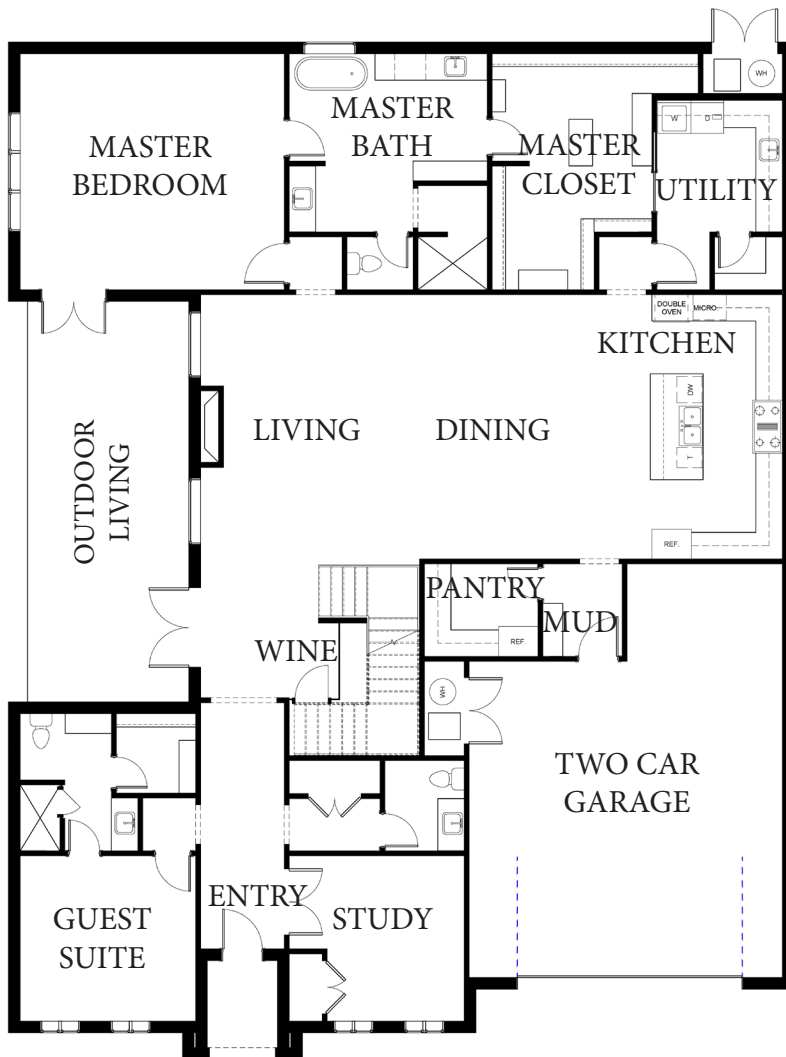 WH
MASTER
BATH
MASTER
BEDROOM
MASTER
CLOSET
W
D
UTILITY
DOUBLE
OVEN
MICRO
KITCHEN
DW
T
LIVING
DINING
OUTDOOR
LIVING
REF.
PANTRY
REF.
MUD
WINE
WH
TWO CAR
GARAGE
ENTRY
GUEST
SUITE
STUDY